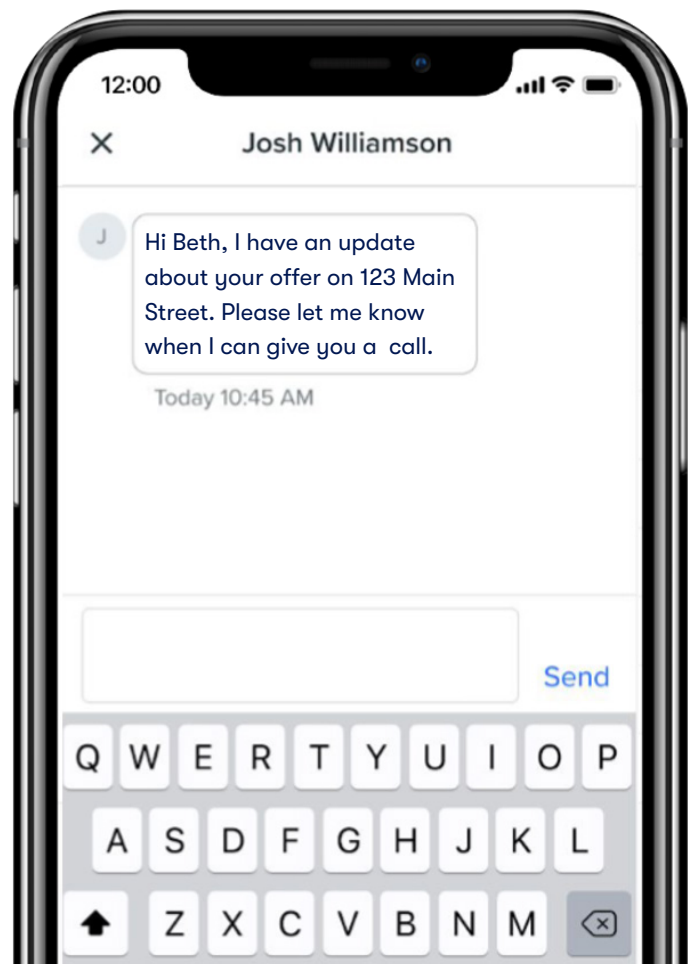 12:00
Josh Williamson
J
Hi Beth, I have an update
about your offer on 123 Main
Street. Please let me know
when I can give you a  call.
Today 10:45 AM
Send
Q W E R T Y U I O P
A S D F G H J K L
Z X C V B N M